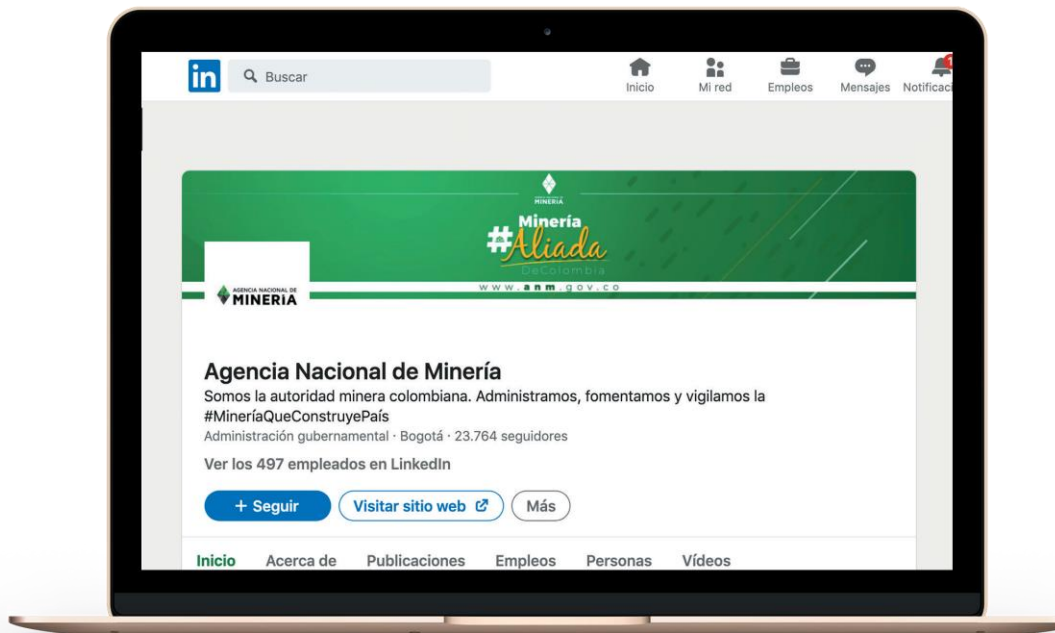 in
Buscar
Inicio
Mi red
Empleos
Mensajes
Notificaci
1
MINERÍA
Minería
#Aliada
DeColombia
www.anm.gov.co
AGENCIA NACIONAL DE
MINERÍA
Agencia Nacional de Minería
Somos la autoridad minera colombiana. Administramos, fomentamos y vigilamos la
#MineríaQueConstruyePaís
Administración gubernamental · Bogotá · 23.764 seguidores
Ver los 497 empleados en LinkedIn
+ Seguir
Visitar sitio web
Más
Inicio
Acerca de
Publicaciones
Empleos
Personas
Vídeos